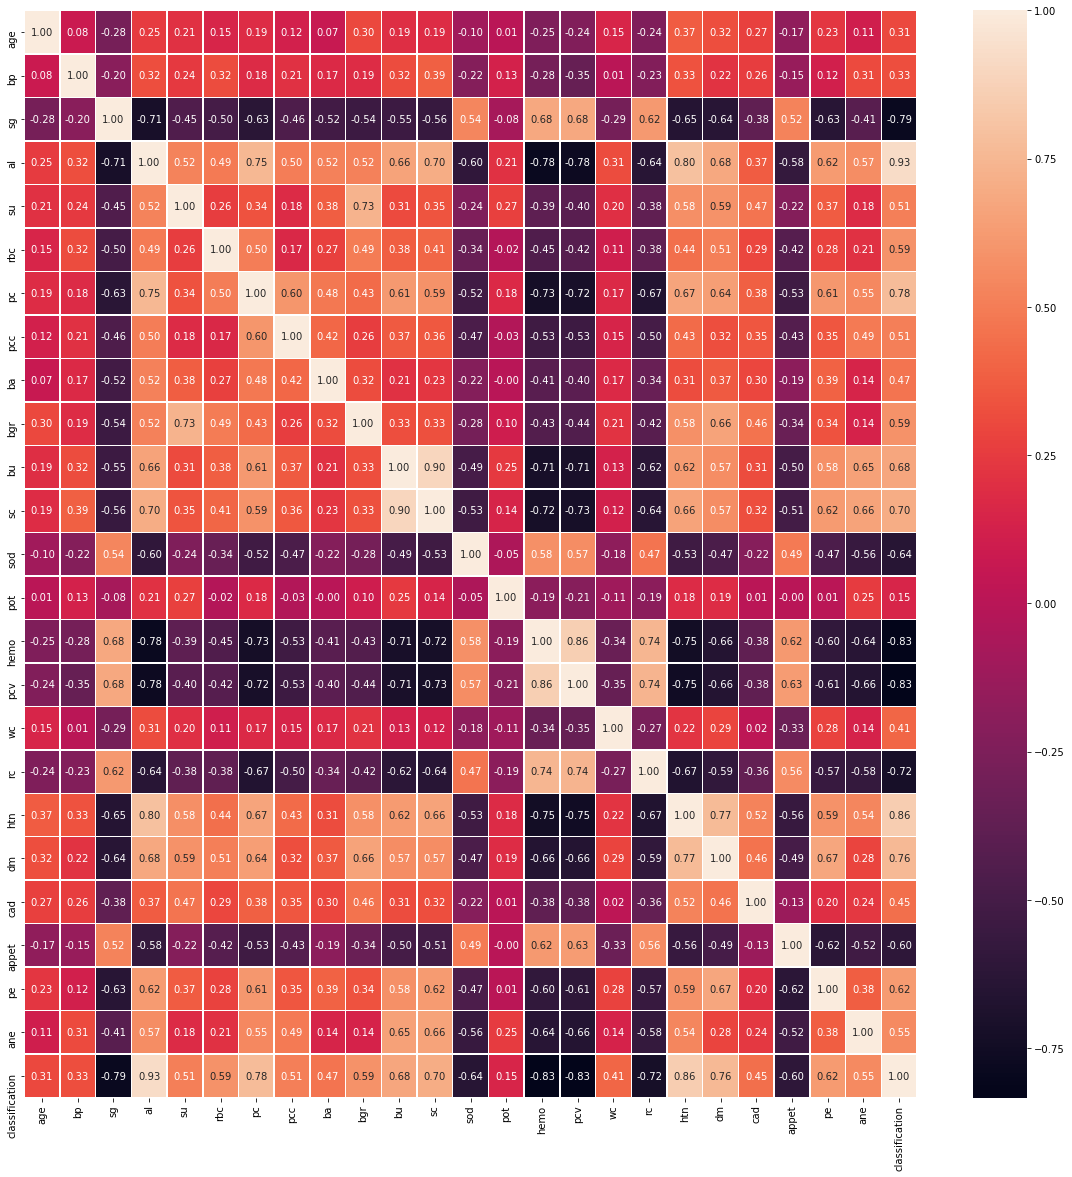 age 1.00 0.08 -0.28 0.25 0.21 0.15 0.19 0.12 0.07 0.30 0.19 0.19 -0.10 0.01 -0.25 -0.24 0.15 -0.24 0.37 0.32 0.27 -0.17 0.23 0.11 0.31
bp 0.08 1.00 -0.20 0.32 0.24 0.32 0.18 0.21 0.17 0.19 0.32 0.39 -0.22 0.13 -0.28 -0.35 0.01 -0.23 0.33 0.22 0.26 -0.15 0.12 0.31 0.33
sg -0.28 -0.20 1.00 -0.71 -0.45 -0.50 -0.63 -0.46 -0.52 -0.54 -0.55 -0.56 0.54 -0.08 0.68 0.68 -0.29 0.62 -0.65 -0.64 -0.38 0.52 -0.63 -0.41 -0.79
al 0.25 0.32 -0.71 1.00 0.52 0.49 0.75 0.50 0.52 0.52 0.66 0.70 -0.60 0.21 -0.78 -0.78 0.31 -0.64 0.80 0.68 0.37 -0.58 0.62 0.57 0.93
su 0.21 0.24 -0.45 0.52 1.00 0.26 0.34 0.18 0.38 0.73 0.31 0.35 -0.24 0.27 -0.39 -0.40 0.20 -0.38 0.58 0.59 0.47 -0.22 0.37 0.18 0.51
rbc 0.15 0.32 -0.50 0.49 0.26 1.00 0.50 0.17 0.27 0.49 0.38 0.41 -0.34 -0.02 -0.45 -0.42 0.11 -0.38 0.44 0.51 0.29 -0.42 0.28 0.21 0.59
pc 0.19 0.18 -0.63 0.75 0.34 0.50 1.00 0.60 0.48 0.43 0.61 0.59 -0.52 0.18 -0.73 -0.72 0.17 -0.67 0.67 0.64 0.38 -0.53 0.61 0.55 0.78
pcc 0.12 0.21 -0.46 0.50 0.18 0.17 0.60 1.00 0.42 0.26 0.37 0.36 -0.47 -0.03 -0.53 -0.53 0.15 -0.50 0.43 0.32 0.35 -0.43 0.35 0.49 0.51
ba 0.07 0.17 -0.52 0.52 0.38 0.27 0.48 0.42 1.00 0.32 0.21 0.23 -0.22 -0.00 -0.41 -0.40 0.17 -0.34 0.31 0.37 0.30 -0.19 0.39 0.14 0.47
bgr 0.30 0.19 -0.54 0.52 0.73 0.49 0.43 0.26 0.32 1.00 0.33 0.33 -0.28 0.10 -0.43 -0.44 0.21 -0.42 0.58 0.66 0.46 -0.34 0.34 0.14 0.59
bu 0.19 0.32 -0.55 0.66 0.31 0.38 0.61 0.37 0.21 0.33 1.00 0.90 -0.49 0.25 -0.71 -0.71 0.13 -0.62 0.62 0.57 0.31 -0.50 0.58 0.65 0.68
sc 0.19 0.39 -0.56 0.70 0.35 0.41 0.59 0.36 0.23 0.33 0.90 1.00 -0.53 0.14 -0.72 -0.73 0.12 -0.64 0.66 0.57 0.32 -0.51 0.62 0.66 0.70
sod -0.10 -0.22 0.54 -0.60 -0.24 -0.34 -0.52 -0.47 -0.22 -0.28 -0.49 -0.53 1.00 -0.05 0.58 0.57 -0.18 0.47 -0.53 -0.47 -0.22 0.49 -0.47 -0.56 -0.64
pot 0.01 0.13 -0.08 0.21 0.27 -0.02 0.18 -0.03 -0.00 0.10 0.25 0.14 -0.05 1.00 -0.19 -0.21 -0.11 -0.19 0.18 0.19 0.01 -0.00 0.01 0.25 0.15
hemo -0.25 -0.28 0.68 -0.78 -0.39 -0.45 -0.73 -0.53 -0.41 -0.43 -0.71 -0.72 0.58 -0.19 1.00 0.86 -0.34 0.74 -0.75 -0.66 -0.38 0.62 -0.60 -0.64 -0.83
pcv -0.24 -0.35 0.68 -0.78 -0.40 -0.42 -0.72 -0.53 -0.40 -0.44 -0.71 -0.73 0.57 -0.21 0.86 1.00 -0.35 0.74 -0.75 -0.66 -0.38 0.63 -0.61 -0.66 -0.83
wc 0.15 0.01 -0.29 0.31 0.20 0.11 0.17 0.15 0.17 0.21 0.13 0.12 -0.18 -0.11 -0.34 -0.35 1.00 -0.27 0.22 0.29 0.02 -0.33 0.28 0.14 0.41
rc -0.24 -0.23 0.62 -0.64 -0.38 -0.38 -0.67 -0.50 -0.34 -0.42 -0.62 -0.64 0.47 -0.19 0.74 0.74 -0.27 1.00 -0.67 -0.59 -0.36 0.56 -0.57 -0.58 -0.72
htn 0.37 0.33 -0.65 0.80 0.58 0.44 0.67 0.43 0.31 0.58 0.62 0.66 -0.53 0.18 -0.75 -0.75 0.22 -0.67 1.00 0.77 0.52 -0.56 0.59 0.54 0.86
dm 0.32 0.22 -0.64 0.68 0.59 0.51 0.64 0.32 0.37 0.66 0.57 0.57 -0.47 0.19 -0.66 -0.66 0.29 -0.59 0.77 1.00 0.46 -0.49 0.67 0.28 0.76
cad 0.27 0.26 -0.38 0.37 0.47 0.29 0.38 0.35 0.30 0.46 0.31 0.32 -0.22 0.01 -0.38 -0.38 0.02 -0.36 0.52 0.46 1.00 -0.13 0.20 0.24 0.45
appet -0.17 -0.15 0.52 -0.58 -0.22 -0.42 -0.53 -0.43 -0.19 -0.34 -0.50 -0.51 0.49 -0.00 0.62 0.63 -0.33 0.56 -0.56 -0.49 -0.13 1.00 -0.62 -0.52 -0.60
pe 0.23 0.12 -0.63 0.62 0.37 0.28 0.61 0.35 0.39 0.34 0.58 0.62 -0.47 0.01 -0.60 -0.61 0.28 -0.57 0.59 0.67 0.20 -0.62 1.00 0.38 0.62
ane 0.11 0.31 -0.41 0.57 0.18 0.21 0.55 0.49 0.14 0.14 0.65 0.66 -0.56 0.25 -0.64 -0.66 0.14 -0.58 0.54 0.28 0.24 -0.52 0.38 1.00 0.55
classification 0.31 0.33 -0.79 0.93 0.51 0.59 0.78 0.51 0.47 0.59 0.68 0.70 -0.64 0.15 -0.83 -0.83 0.41 -0.72 0.86 0.76 0.45 -0.60 0.62 0.55 1.00
age bp sg al su rbc pc pcc ba bgr bu sc sod pot hemo pcv wc rc htn dm cad appet pe ane classification
1.00
0.75
0.50
0.25
0.00
−0.25
−0.50
−0.75